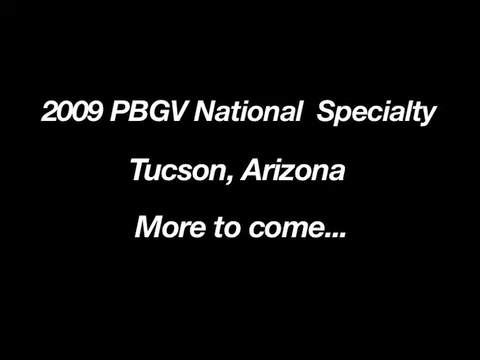 2009 PBGV National  Specialty
Tucson, Arizona
More to come...